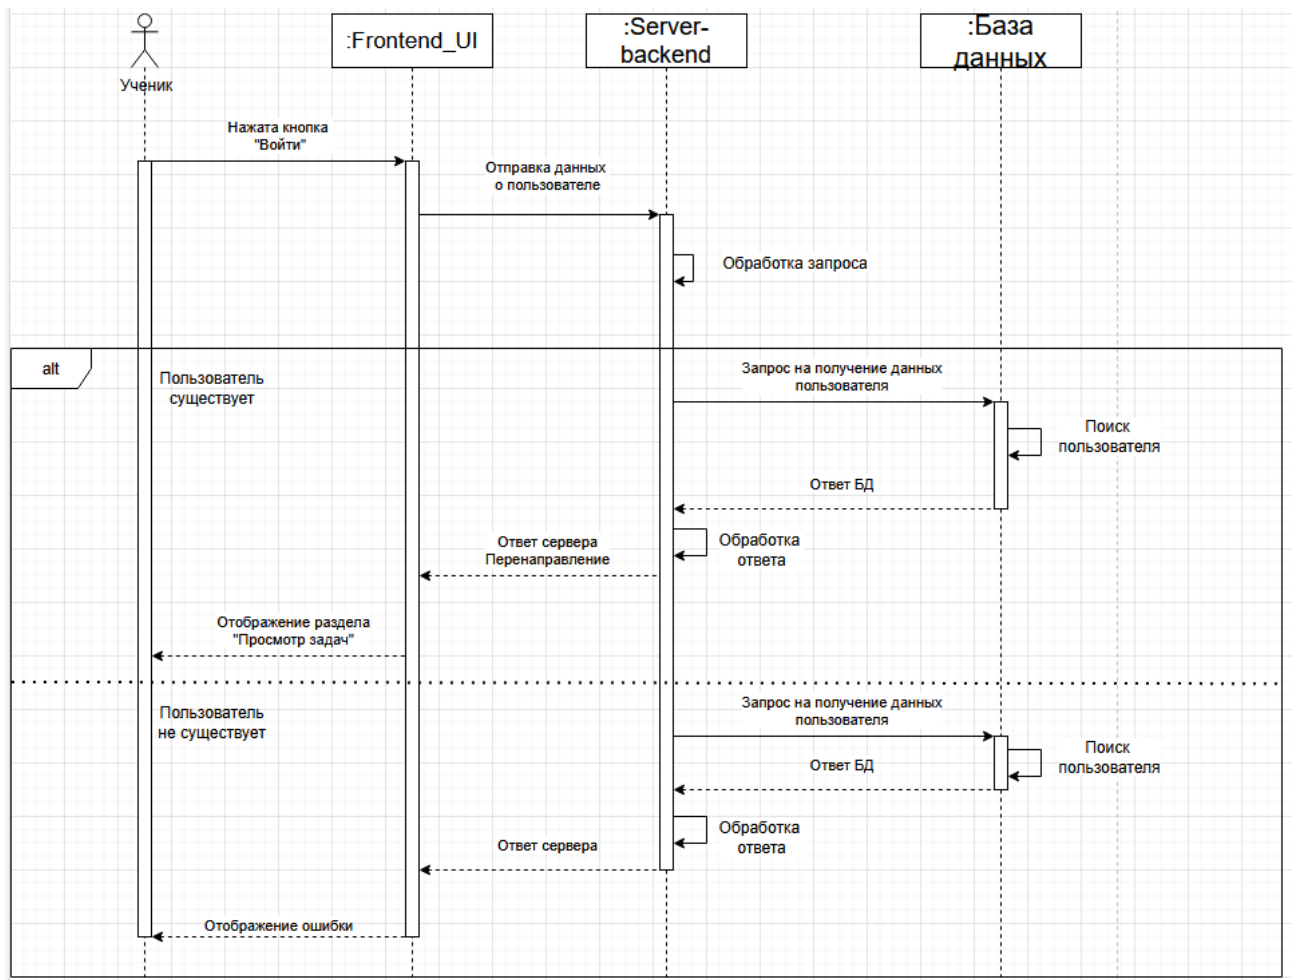 Ученик
:Frontend_UI
:Server-
backend
:База
данных
Нажата кнопка
"Войти"
Отправка данных
о пользователе
Обработка запроса
alt
Пользователь
существует
Запрос на получение данных
пользователя
Поиск
пользователя
Ответ БД
Обработка
ответа
Ответ сервера
Перенаправление
Отображение раздела
"Просмотр задач"
Пользователь
не существует
Запрос на получение данных
пользователя
Поиск
пользователя
Ответ БД
Обработка
ответа
Ответ сервера
Отображение ошибки